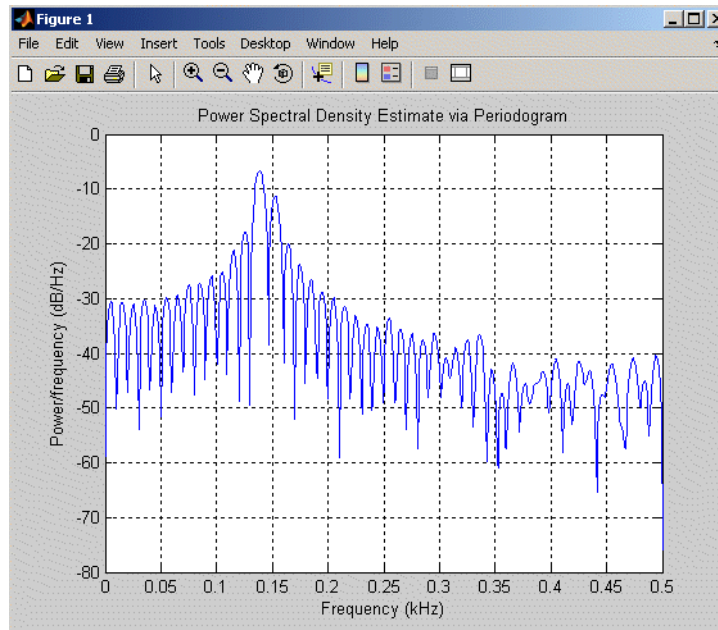 Figure 1
File Edit View Insert Tools Desktop Window Help
Power Spectral Density Estimate via Periodogram
0
-10
-20
-30
-40
-50
-60
-70
-80
Power/frequency (dB/Hz)
0 0.05 0.1 0.15 0.2 0.25 0.3 0.35 0.4 0.45 0.5
Frequency (kHz)